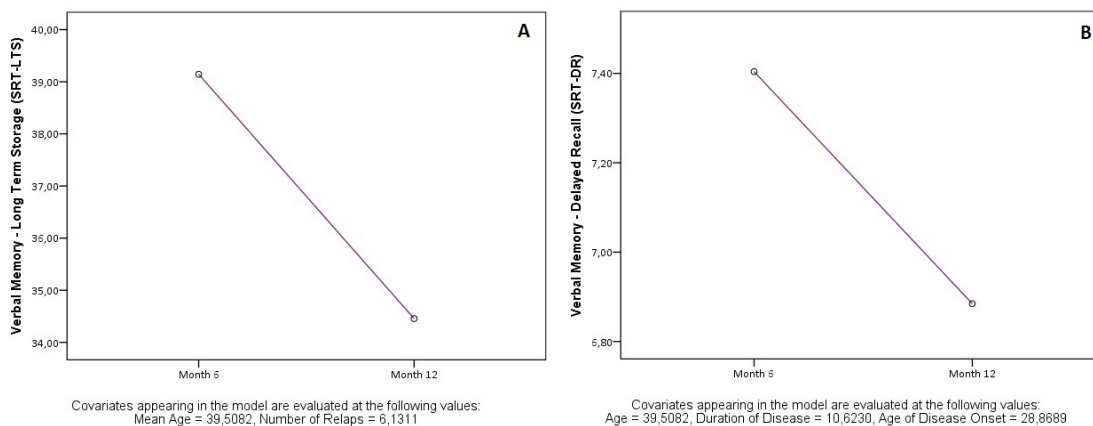 A
Verbal Memory - Long Term Storage (SRT-LTS)
40,00
39,00
38,00
37,00
36,00
35,00
34,00
Month 6
Month 12
Covariates appearing in the model are evaluated at the following values:
Mean Age = 39,5082, Number of Relaps = 6,1311
B
Verbal Memory - Delayed Recall (SRT-DR)
7,40
7,20
7,00
6,80
Month 6
Month 12
Covariates appearing in the model are evaluated at the following values:
Age = 39,5082, Duration of Disease = 10,6230, Age of Disease Onset = 28,8689